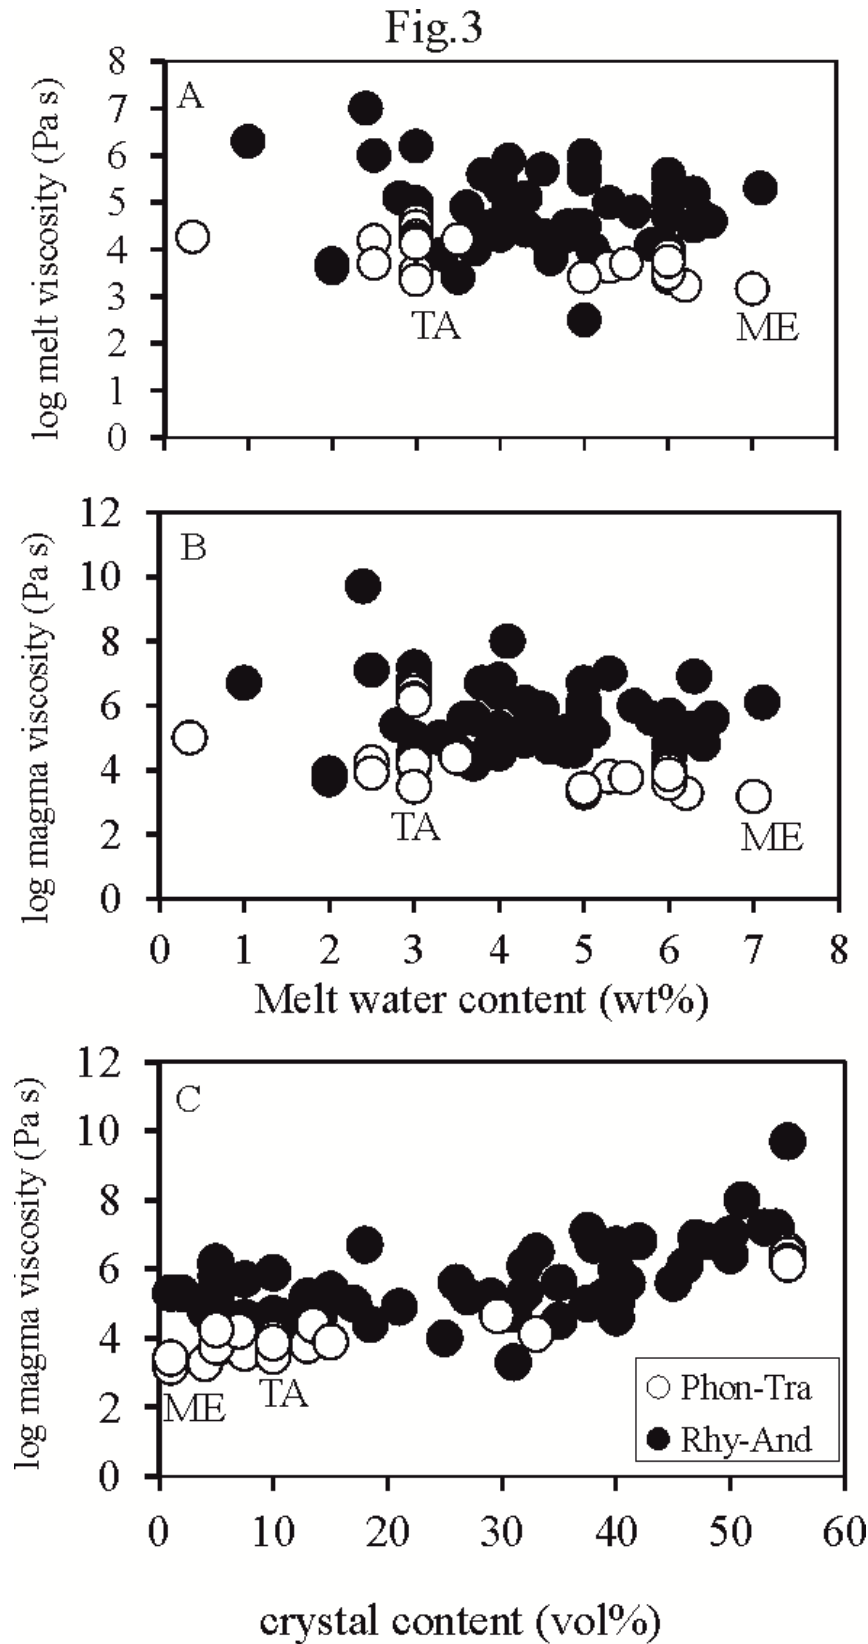 Fig.3
8
7
6
5
4
3
2
1
0
log melt viscosity (Pa s)
A
TA
ME
12
10
8
6
4
2
0
log magma viscosity (Pa s)
B
TA
ME
0 1 2 3 4 5 6 7 8
Melt water content (wt%)
12
10
8
6
4
2
0
log magma viscosity (Pa s)
C
ME
TA
Phon-Tra
Rhy-And
0 10 20 30 40 50 60
crystal content (vol%)